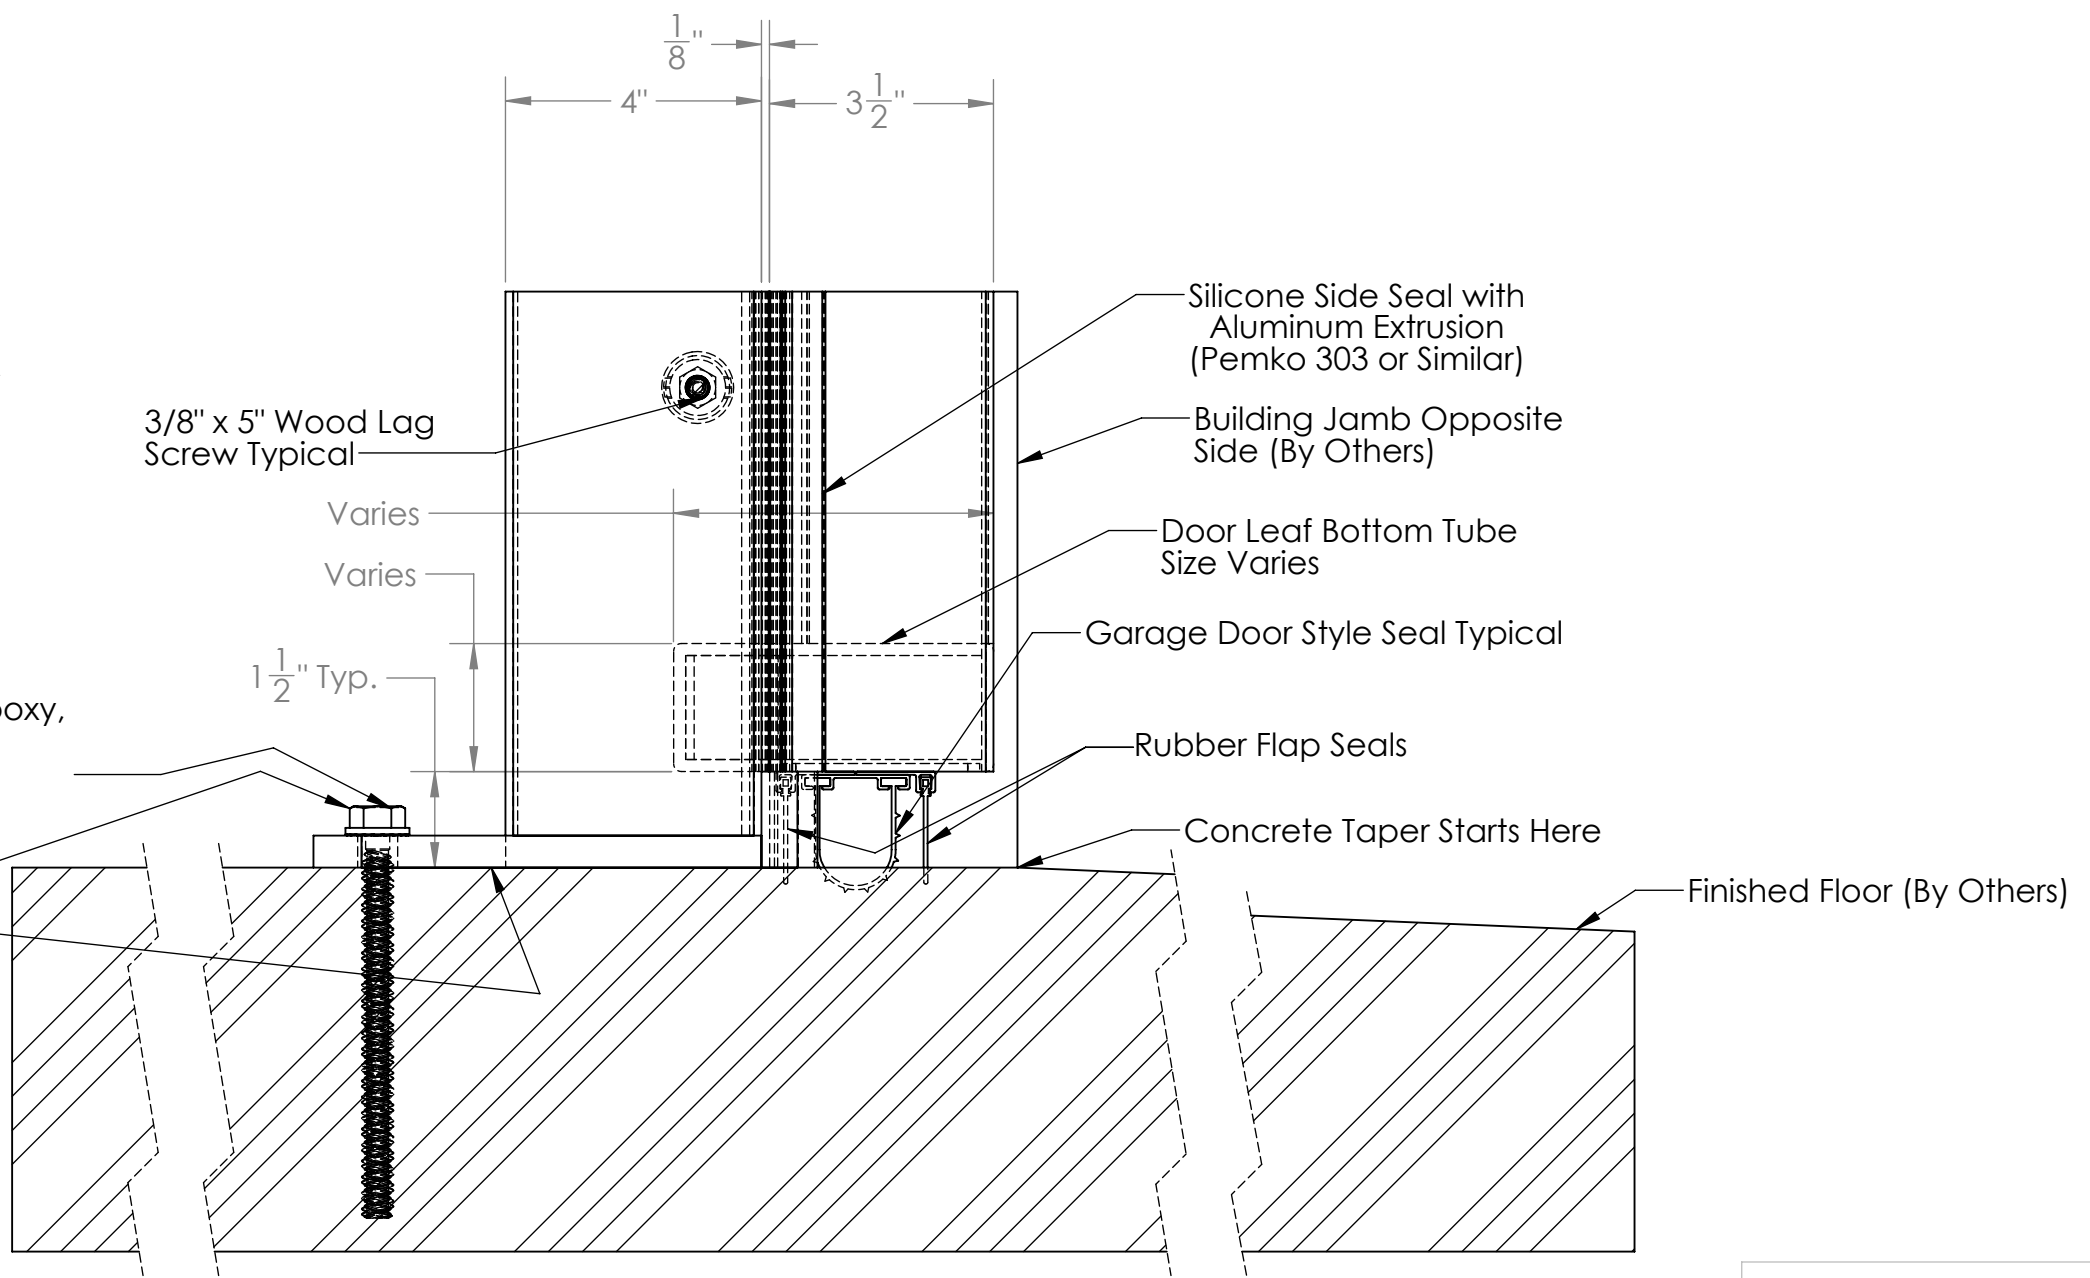 1/8"
4"
3 1/2"
Silicone Side Seal with
Aluminum Extrusion
(Pemko 303 or Similar)
3/8" x 5" Wood Lag
Screw Typical
Building Jamb Opposite
Side (By Others)
Varies
Door Leaf Bottom Tube
Size Varies
Varies
Garage Door Style Seal Typical
1 1/2" Typ.
Rubber Flap Seals
Concrete Taper Starts Here
Finished Floor (By Others)